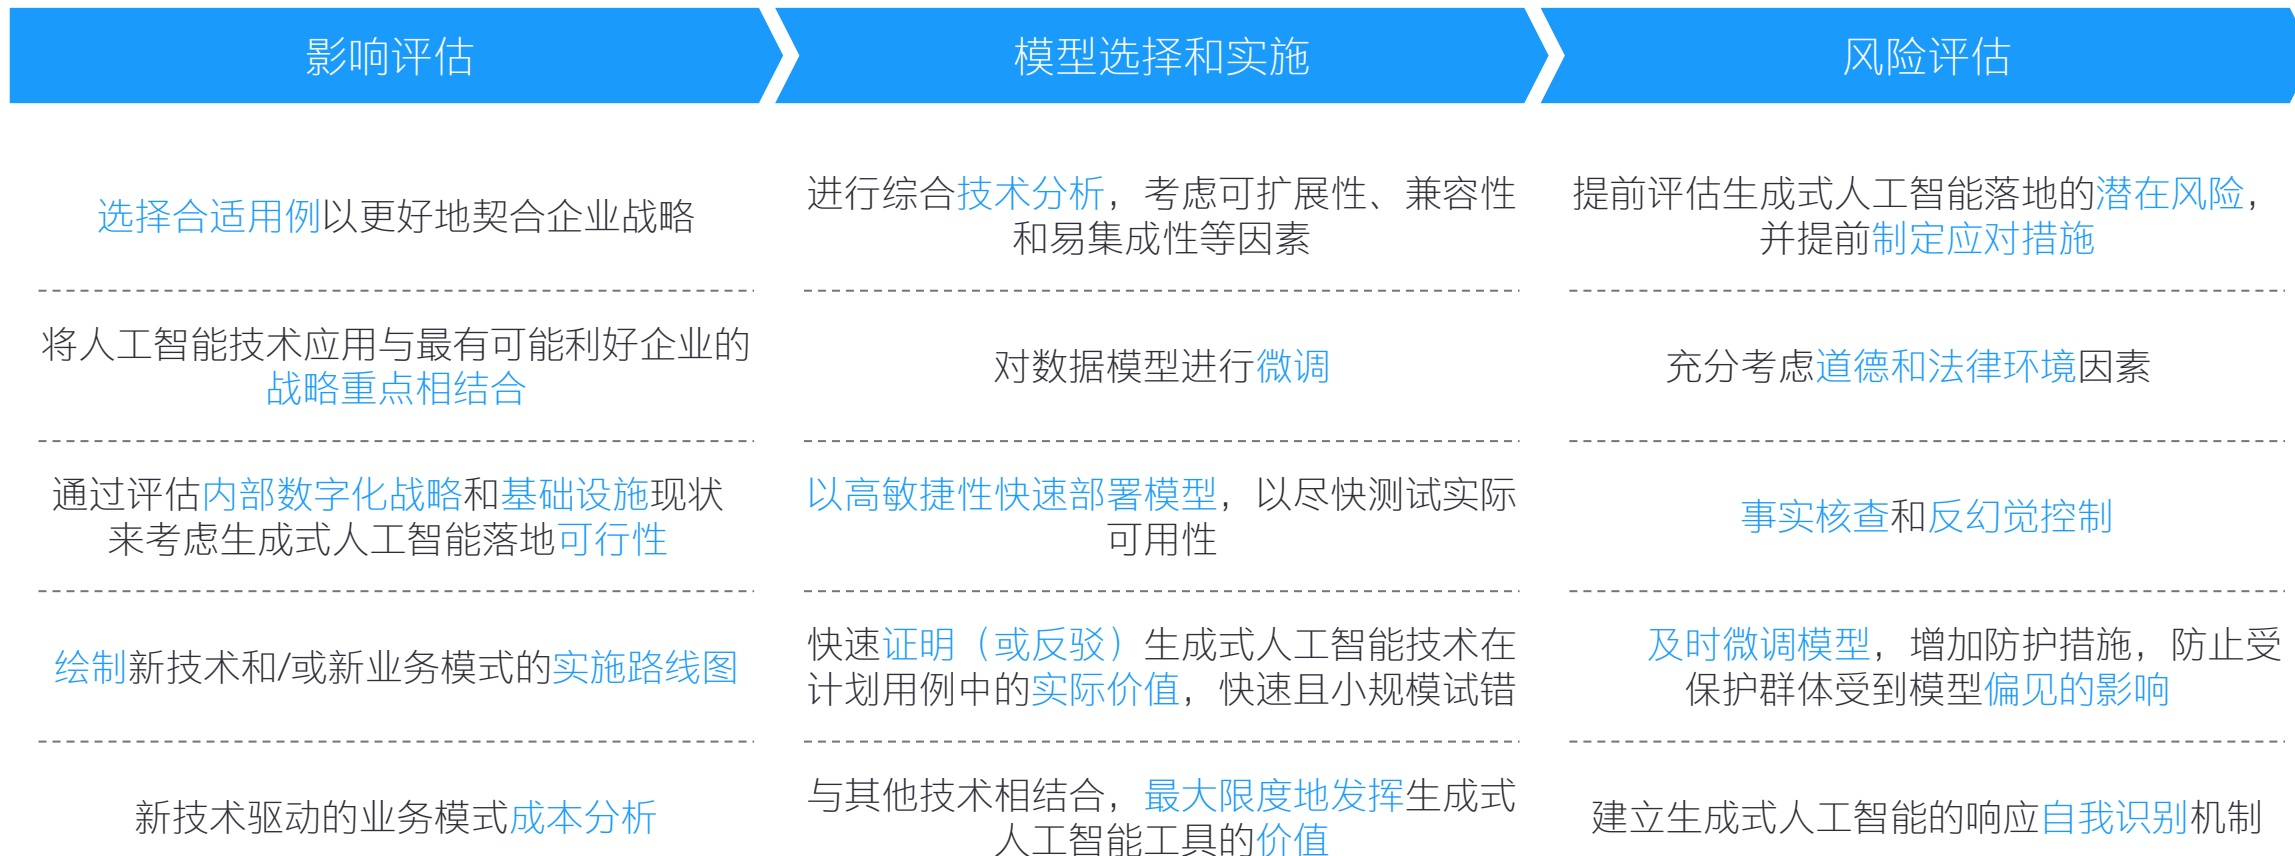 影响评估
模型选择和实施
风险评估
选择合适用例以更好地契合企业战略
将人工智能技术应用与最有可能利好企业的
战略重点相结合
通过评估内部数字化战略和基础设施现状
来考虑生成式人工智能落地可行性
绘制新技术和/或新业务模式的实施路线图
新技术驱动的业务模式成本分析
进行综合技术分析，考虑可扩展性、兼容性
和易集成性等因素
对数据模型进行微调
以高敏捷性快速部署模型，以尽快测试实际
可用性
快速证明（或反驳）生成式人工智能技术在
计划用例中的实际价值，快速且小规模试错
与其他技术相结合，最大限度地发挥生成式
人工智能工具的价值
提前评估生成式人工智能落地的潜在风险，
并提前制定应对措施
充分考虑道德和法律环境因素
事实核查和反幻觉控制
及时微调模型，增加防护措施，防止受
保护群体受到模型偏见的影响
建立生成式人工智能的响应自我识别机制